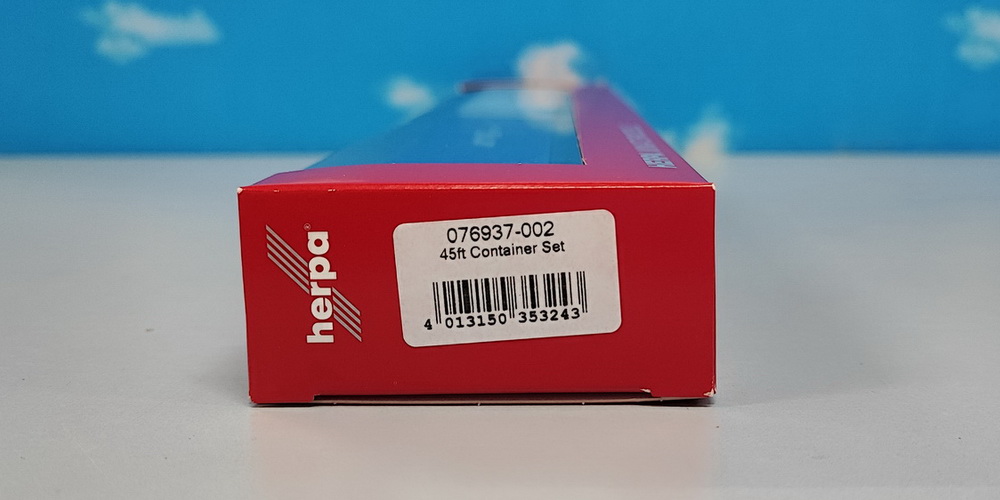 herpa®
076937-002
45ft Container Set
4 013150 353243